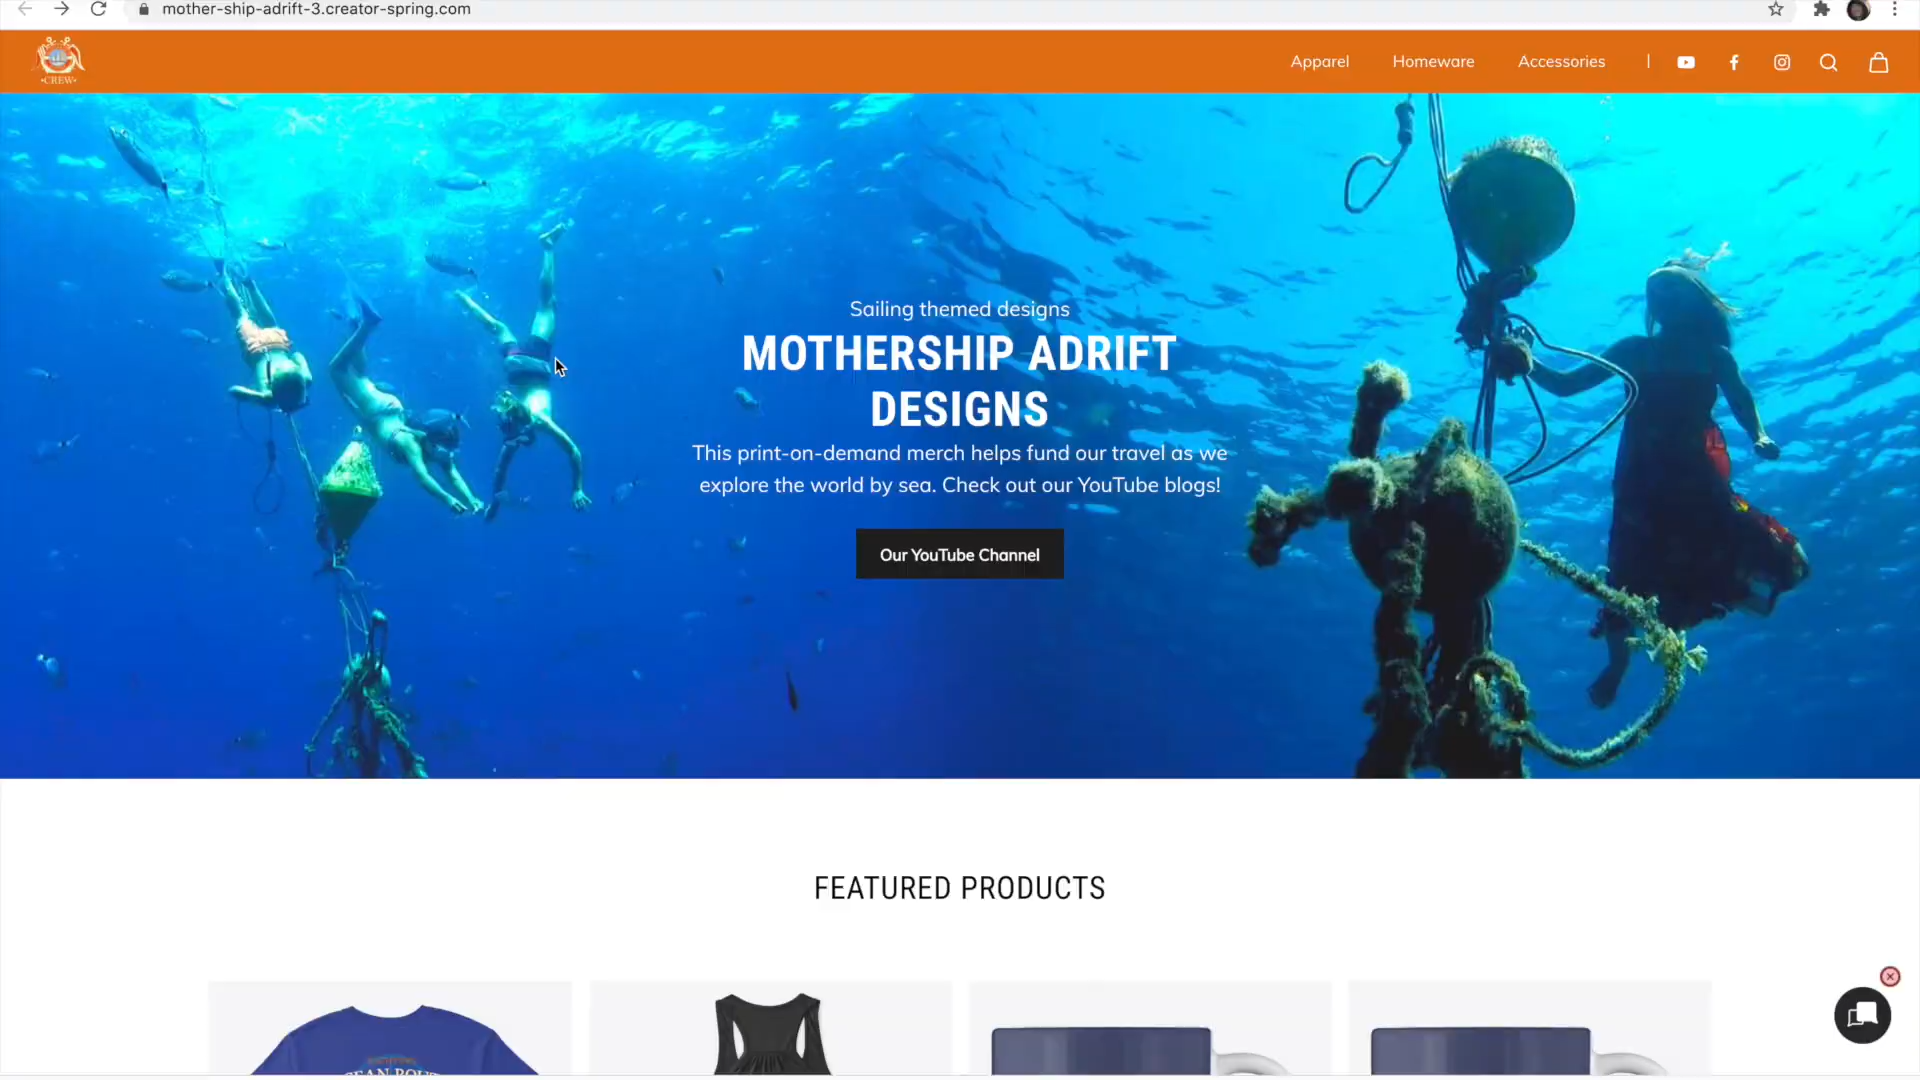 mother-ship-adrift-3.creator-spring.com
•CREW•
Apparel
Homeware
Accessories
Sailing themed designs
MOTHERSHIP ADRIFT
DESIGNS
This print-on-demand merch helps fund our travel as we
explore the world by sea. Check out our YouTube blogs!
Our YouTube Channel
FEATURED PRODUCTS